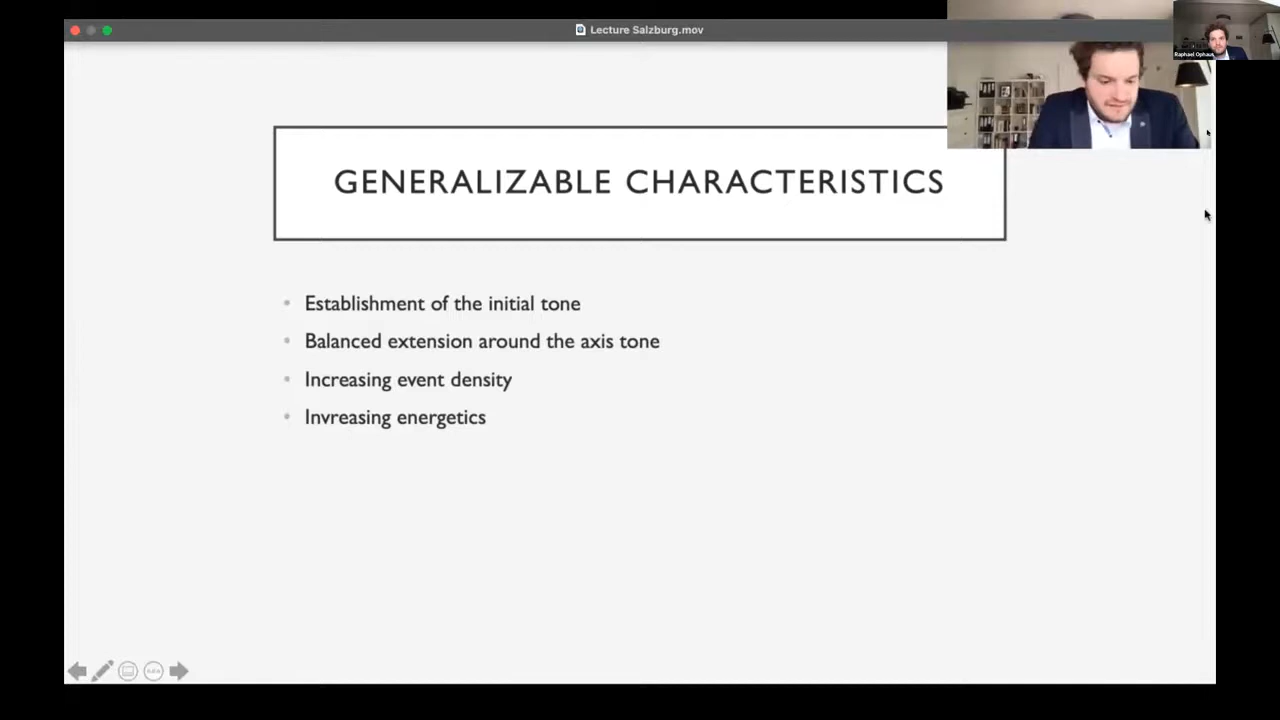 Lecture Salzburg.mov
GENERALIZABLE CHARACTERISTICS
Establishment of the initial tone
Balanced extension around the axis tone
Increasing event density
Invreasing energetics
Raphael